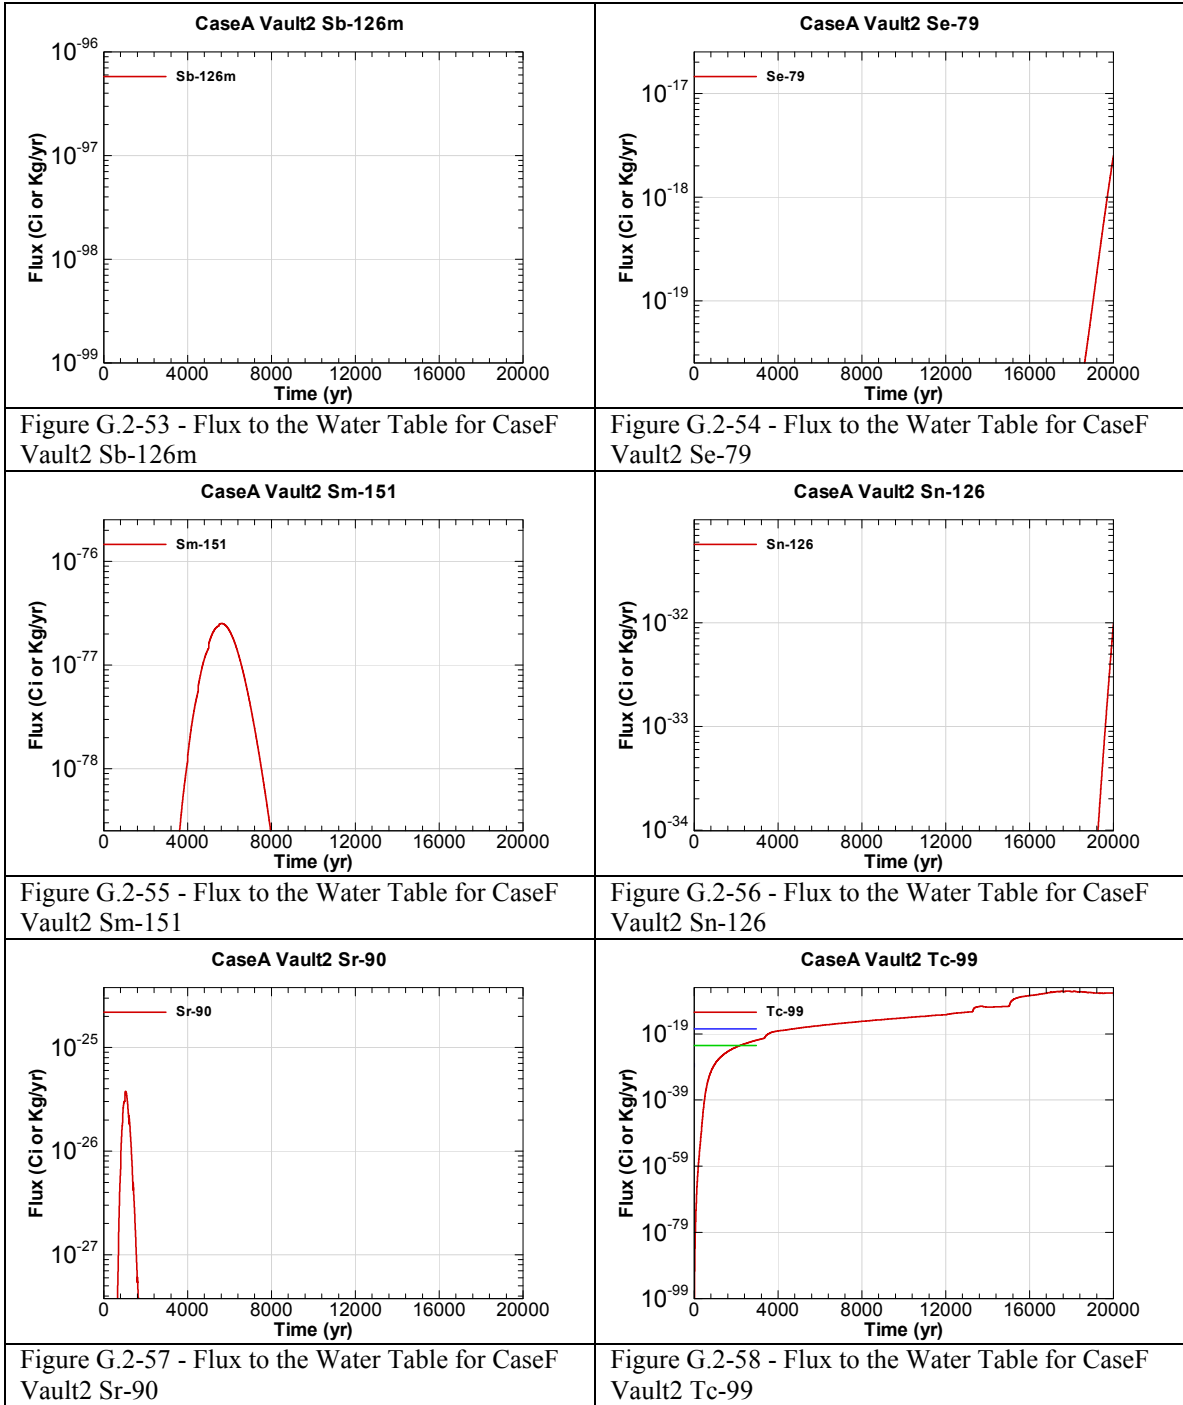 CaseA Vault2 Sb-126m
Sb-126m
10-96
10-97
10-98
10-99
Flux (Ci or Kg/yr)
0 4000 8000 12000 16000 20000
Time (yr)
Figure G.2-53 - Flux to the Water Table for CaseF
Vault2 Sb-126m
CaseA Vault2 Se-79
Se-79
10-17
10-18
10-19
Flux (Ci or Kg/yr)
0 4000 8000 12000 16000 20000
Time (yr)
Figure G.2-54 - Flux to the Water Table for CaseF
Vault2 Se-79
CaseA Vault2 Sm-151
Sm-151
10-76
10-77
10-78
Flux (Ci or Kg/yr)
0 4000 8000 12000 16000 20000
Time (yr)
Figure G.2-55 - Flux to the Water Table for CaseF
Vault2 Sm-151
CaseA Vault2 Sn-126
Sn-126
10-32
10-33
10-34
Flux (Ci or Kg/yr)
0 4000 8000 12000 16000 20000
Time (yr)
Figure G.2-56 - Flux to the Water Table for CaseF
Vault2 Sn-126
CaseA Vault2 Sr-90
Sr-90
10-25
10-26
10-27
Flux (Ci or Kg/yr)
0 4000 8000 12000 16000 20000
Time (yr)
Figure G.2-57 - Flux to the Water Table for CaseF
Vault2 Sr-90
CaseA Vault2 Tc-99
Tc-99
10-19
10-39
10-59
10-79
10-99
Flux (Ci or Kg/yr)
0 4000 8000 12000 16000 20000
Time (yr)
Figure G.2-58 - Flux to the Water Table for CaseF
Vault2 Tc-99